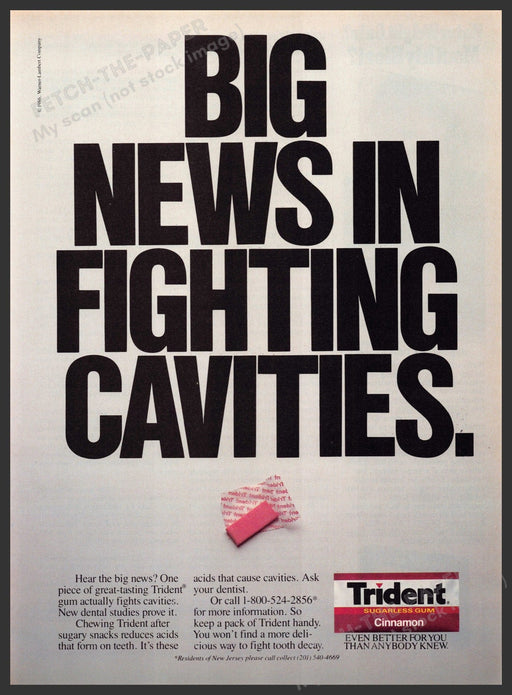 © 1986, Warner-Lambert Company
FETCH-THE-PAPER
My scan (not stock image)
BIG
NEWS IN
FIGHTING
CAVITIES.
Hear the big news? One
piece of great-tasting Trident®
gum actually fights cavities.
New dental studies prove it.
Chewing Trident after
sugary snacks reduces acids
that form on teeth. It's these
acids that cause cavities. Ask
your dentist.
Or call 1-800-524-2856*
for more information. So
keep a pack of Trident handy.
You won't find a more deli-
cious way to fight tooth decay.
Trident
SUGARLESS GUM
Cinnamon
EVEN BETTER FOR YOU
THAN ANYBODY KNEW.
*Residents of New Jersey please call collect (201) 540-4669